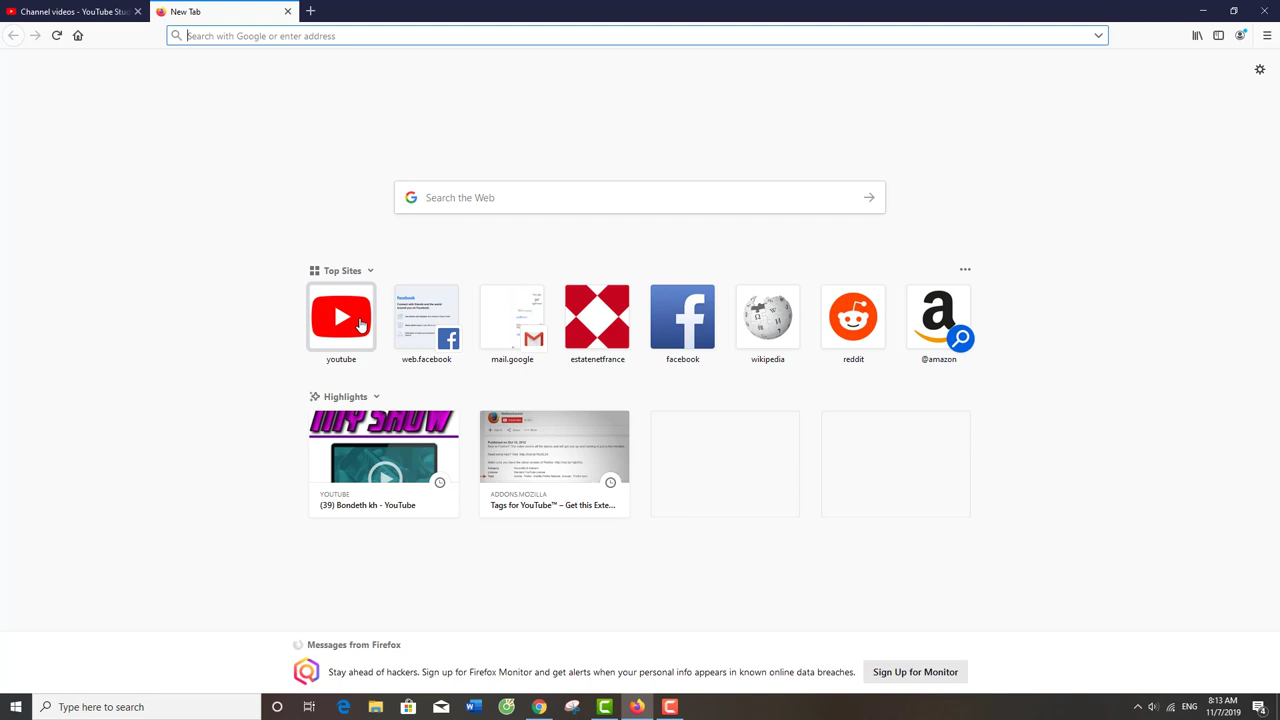 Channel videos - YouTube Stud
New Tab
Search with Google or enter address
Search the Web
Top Sites
youtube
web.facebook
mail.google
estatenetfrance
facebook
wikipedia
reddit
@amazon
Highlights
MY SHOW
YOUTUBE
(39) Bondeth kh - YouTube
ADDONS.MOZILLA
Tags for YouTube™ – Get this Exte...
Messages from Firefox
Stay ahead of hackers. Sign up for Firefox Monitor and get alerts when your personal info appears in known online data breaches.
Sign Up for Monitor
Type here to search
ENG
8:13 AM
11/7/2019
4